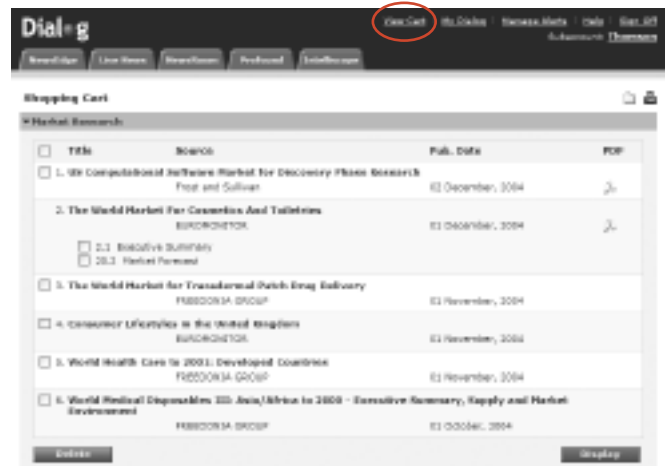 Dialog
View Cart My Dialog Manage Alerts Help Sign Off
Subaccount: Thomson
NewsEdge Live News NewsRoom Profound Intelliscope
Shopping Cart
Market Research
Title Source Pub. Date PDF
1. US Computational Software Market for Discovery Phase Research
Frost and Sullivan 02 December, 2004
2. The World Market For Cosmetics And Toiletries
EUROMONITOR 01 December, 2004
Executive Summary
Market Forecast
3. The World Market for Transdermal Patch Drug Delivery
FREEDONIA GROUP 01 November, 2004
4. Consumer Lifestyles in the United Kingdom
EUROMONITOR 01 November, 2004
5. World Health Care to 2003: Developed Countries
FREEDONIA GROUP 01 November, 2004
6. World Medical Disposables III: Asia/Africa to 2008 - Executive Summary, Supply and Market
Environment
FREEDONIA GROUP 01 October, 2004
Delete Display